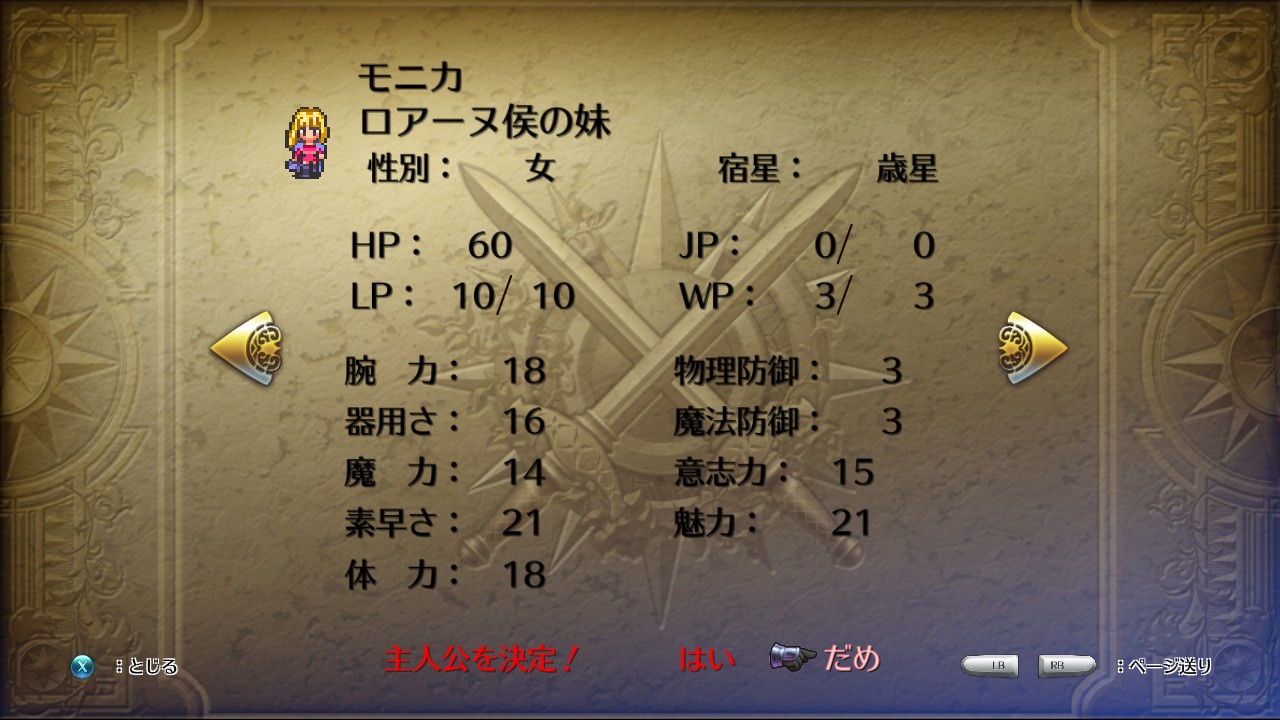 モニカ
ロアーヌ侯の妹
性別： 女 宿星： 歳星
HP： 60 JP： 0/ 0
LP： 10/ 10 WP： 3/ 3
腕 力： 18 物理防御： 3
器用さ： 16 魔法防御： 3
魔 力： 14 意志力： 15
素早さ： 21 魅力： 21
体 力： 18
主人公を決定！ はい だめ
X ：とじる LB RB ：ページ送り